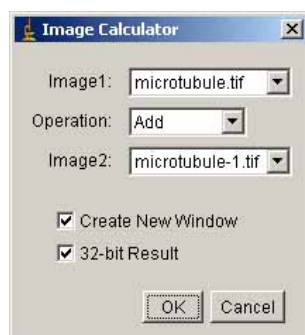 Image Calculator
Image1: microtubule.tif
Operation: Add
Image2: microtubule-1.tif
Create New Window
32-bit Result
OK Cancel